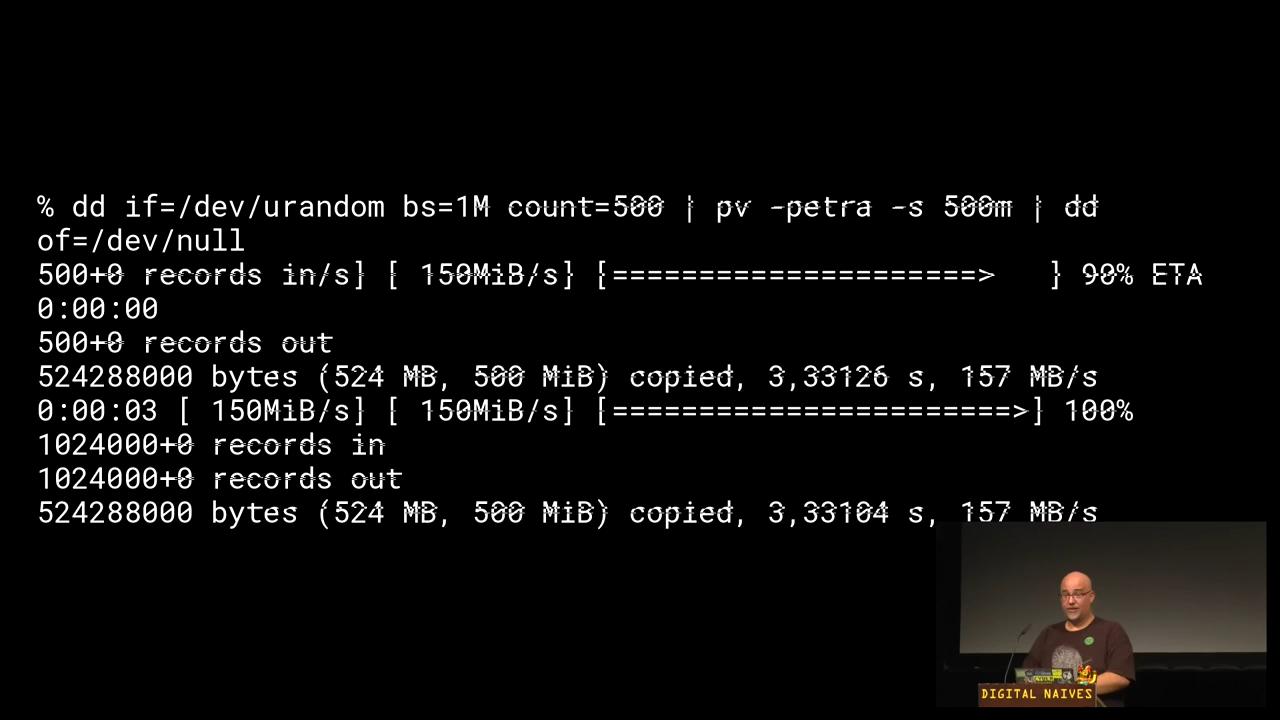 % dd if=/dev/urandom bs=1M count=500 | pv -petra -s 500m | dd
of=/dev/null
500+0 records in/s] [ 150MiB/s] [=====================>   ] 90% ETA
0:00:00
500+0 records out
524288000 bytes (524 MB, 500 MiB) copied, 3,33126 s, 157 MB/s
0:00:03 [ 150MiB/s] [ 150MiB/s] [=======================>] 100%
1024000+0 records in
1024000+0 records out
524288000 bytes (524 MB, 500 MiB) copied, 3,33104 s, 157 MB/s
DIGITAL NAIVES